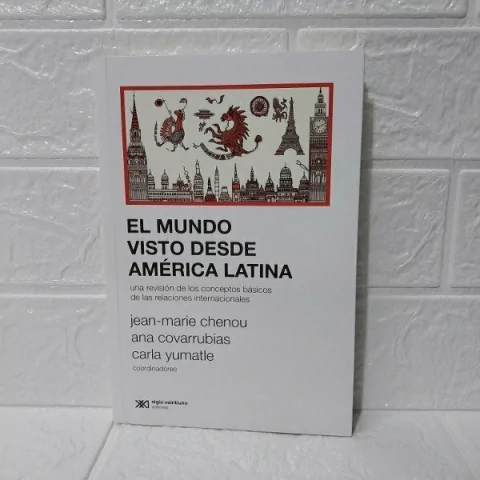 EL MUNDO
VISTO DESDE
AMÉRICA LATINA
una revisión de los conceptos básicos
de las relaciones internacionales
jean-marie chenou
ana covarrubias
carla yumatle
coordinadores
siglo veintiuno
editores